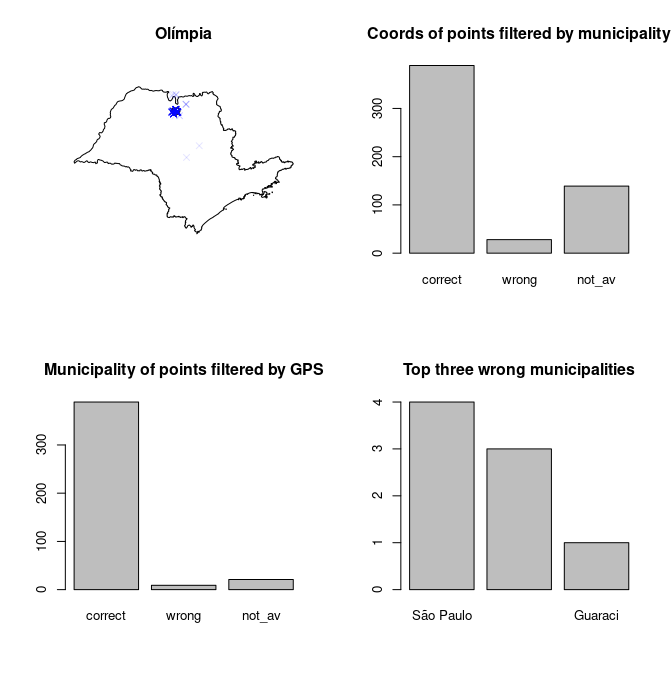 Olímpia
Coords of points filtered by municipality
300
200
100
0
correct wrong not_av
Municipality of points filtered by GPS
300
200
100
0
correct wrong not_av
Top three wrong municipalities
4
3
2
1
0
São Paulo Guaraci